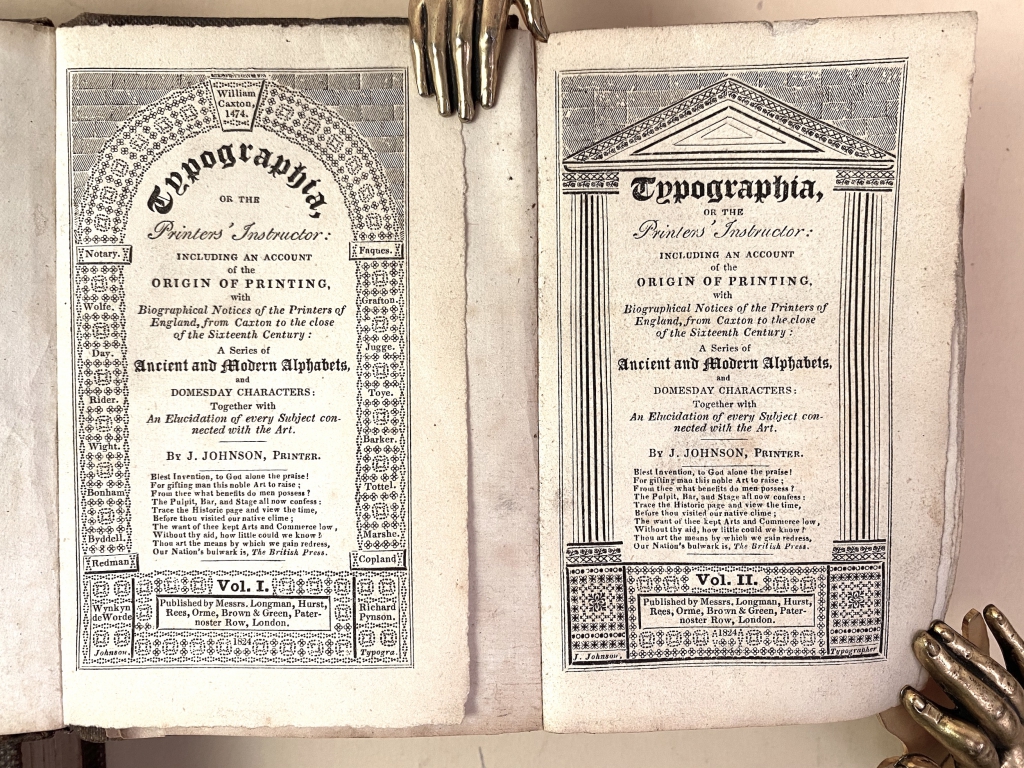 William
Caxton,
1474.
Typographia,
OR THE
Printers' Instructor:
INCLUDING AN ACCOUNT
of the
ORIGIN OF PRINTING,
with
Biographical Notices of the Printers of
England, from Caxton to the close
of the Sixteenth Century:
A Series of
Ancient and Modern Alphabets,
and
DOMESDAY CHARACTERS:
Together with
An Elucidation of every Subject con-
nected with the Art.
BY J. JOHNSON, PRINTER.
Blest Invention, to God alone the praise!
For gifting man this noble Art to raise;
From thee what benefits do men possess?
The Pulpit, Bar, and Stage all now confess:
Trace the Historic page and view the time,
Before thou visited our native clime;
The want of thee kept Arts and Commerce low,
Without thy aid, how little could we know?
Thou art the means by which we gain redress,
Our Nation's bulwark is, The British Press.
Notary.
Wolfe.
Day.
Rider.
Wight.
Bonham
Byddell.
Redman
Wynkyn
deWorde
Johnson
Faques.
Grafton.
Jugge.
Toye.
Barker.
Tottel.
Marshe.
Copland
Richard
Pynson.
Typogra.
Vol. I.
Published by Messrs. Longman, Hurst,
Rees, Orme, Brown & Green, Pater-
noster Row, London.
1824
Typographia,
OR THE
Printers' Instructor:
INCLUDING AN ACCOUNT
of the
ORIGIN OF PRINTING,
with
Biographical Notices of the Printers of
England, from Caxton to the close
of the Sixteenth Century:
A Series of
Ancient and Modern Alphabets,
and
DOMESDAY CHARACTERS:
Together with
An Elucidation of every Subject con-
nected with the Art.
BY J. JOHNSON, PRINTER.
Blest Invention, to God alone the praise!
For gifting man this noble Art to raise;
From thee what benefits do men possess?
The Pulpit, Bar, and Stage all now confess:
Trace the Historic page and view the time,
Before thou visited our native clime;
The want of thee kept Arts and Commerce low,
Without thy aid, how little could we know?
Thou art the means by which we gain redress,
Our Nation's bulwark is, The British Press.
Vol. II.
Published by Messrs. Longman, Hurst,
Rees, Orme, Brown & Green, Pater-
noster Row, London.
1824
J. Johnson,
Typographer